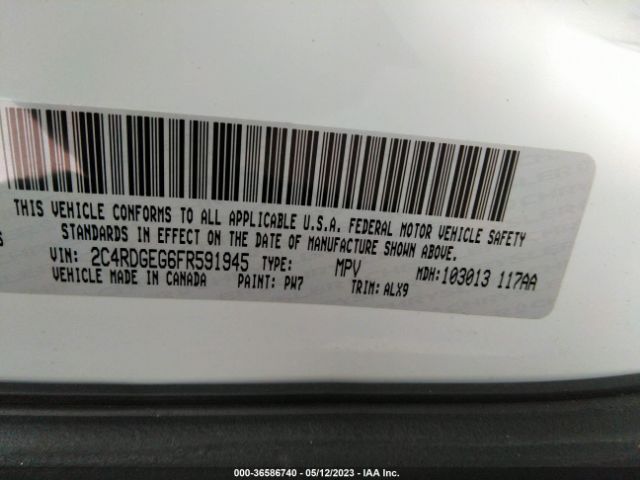 THIS VEHICLE CONFORMS TO ALL APPLICABLE U.S.A. FEDERAL MOTOR VEHICLE SAFETY
STANDARDS IN EFFECT ON THE DATE OF MANUFACTURE SHOWN ABOVE.
VIN: 2C4RDGEG6FR591945 TYPE: MPV MDH:103013 117AA
VEHICLE MADE IN CANADA PAINT: PW7 TRIM: ALX9
000-36586740 - 05/12/2023 - IAA Inc.